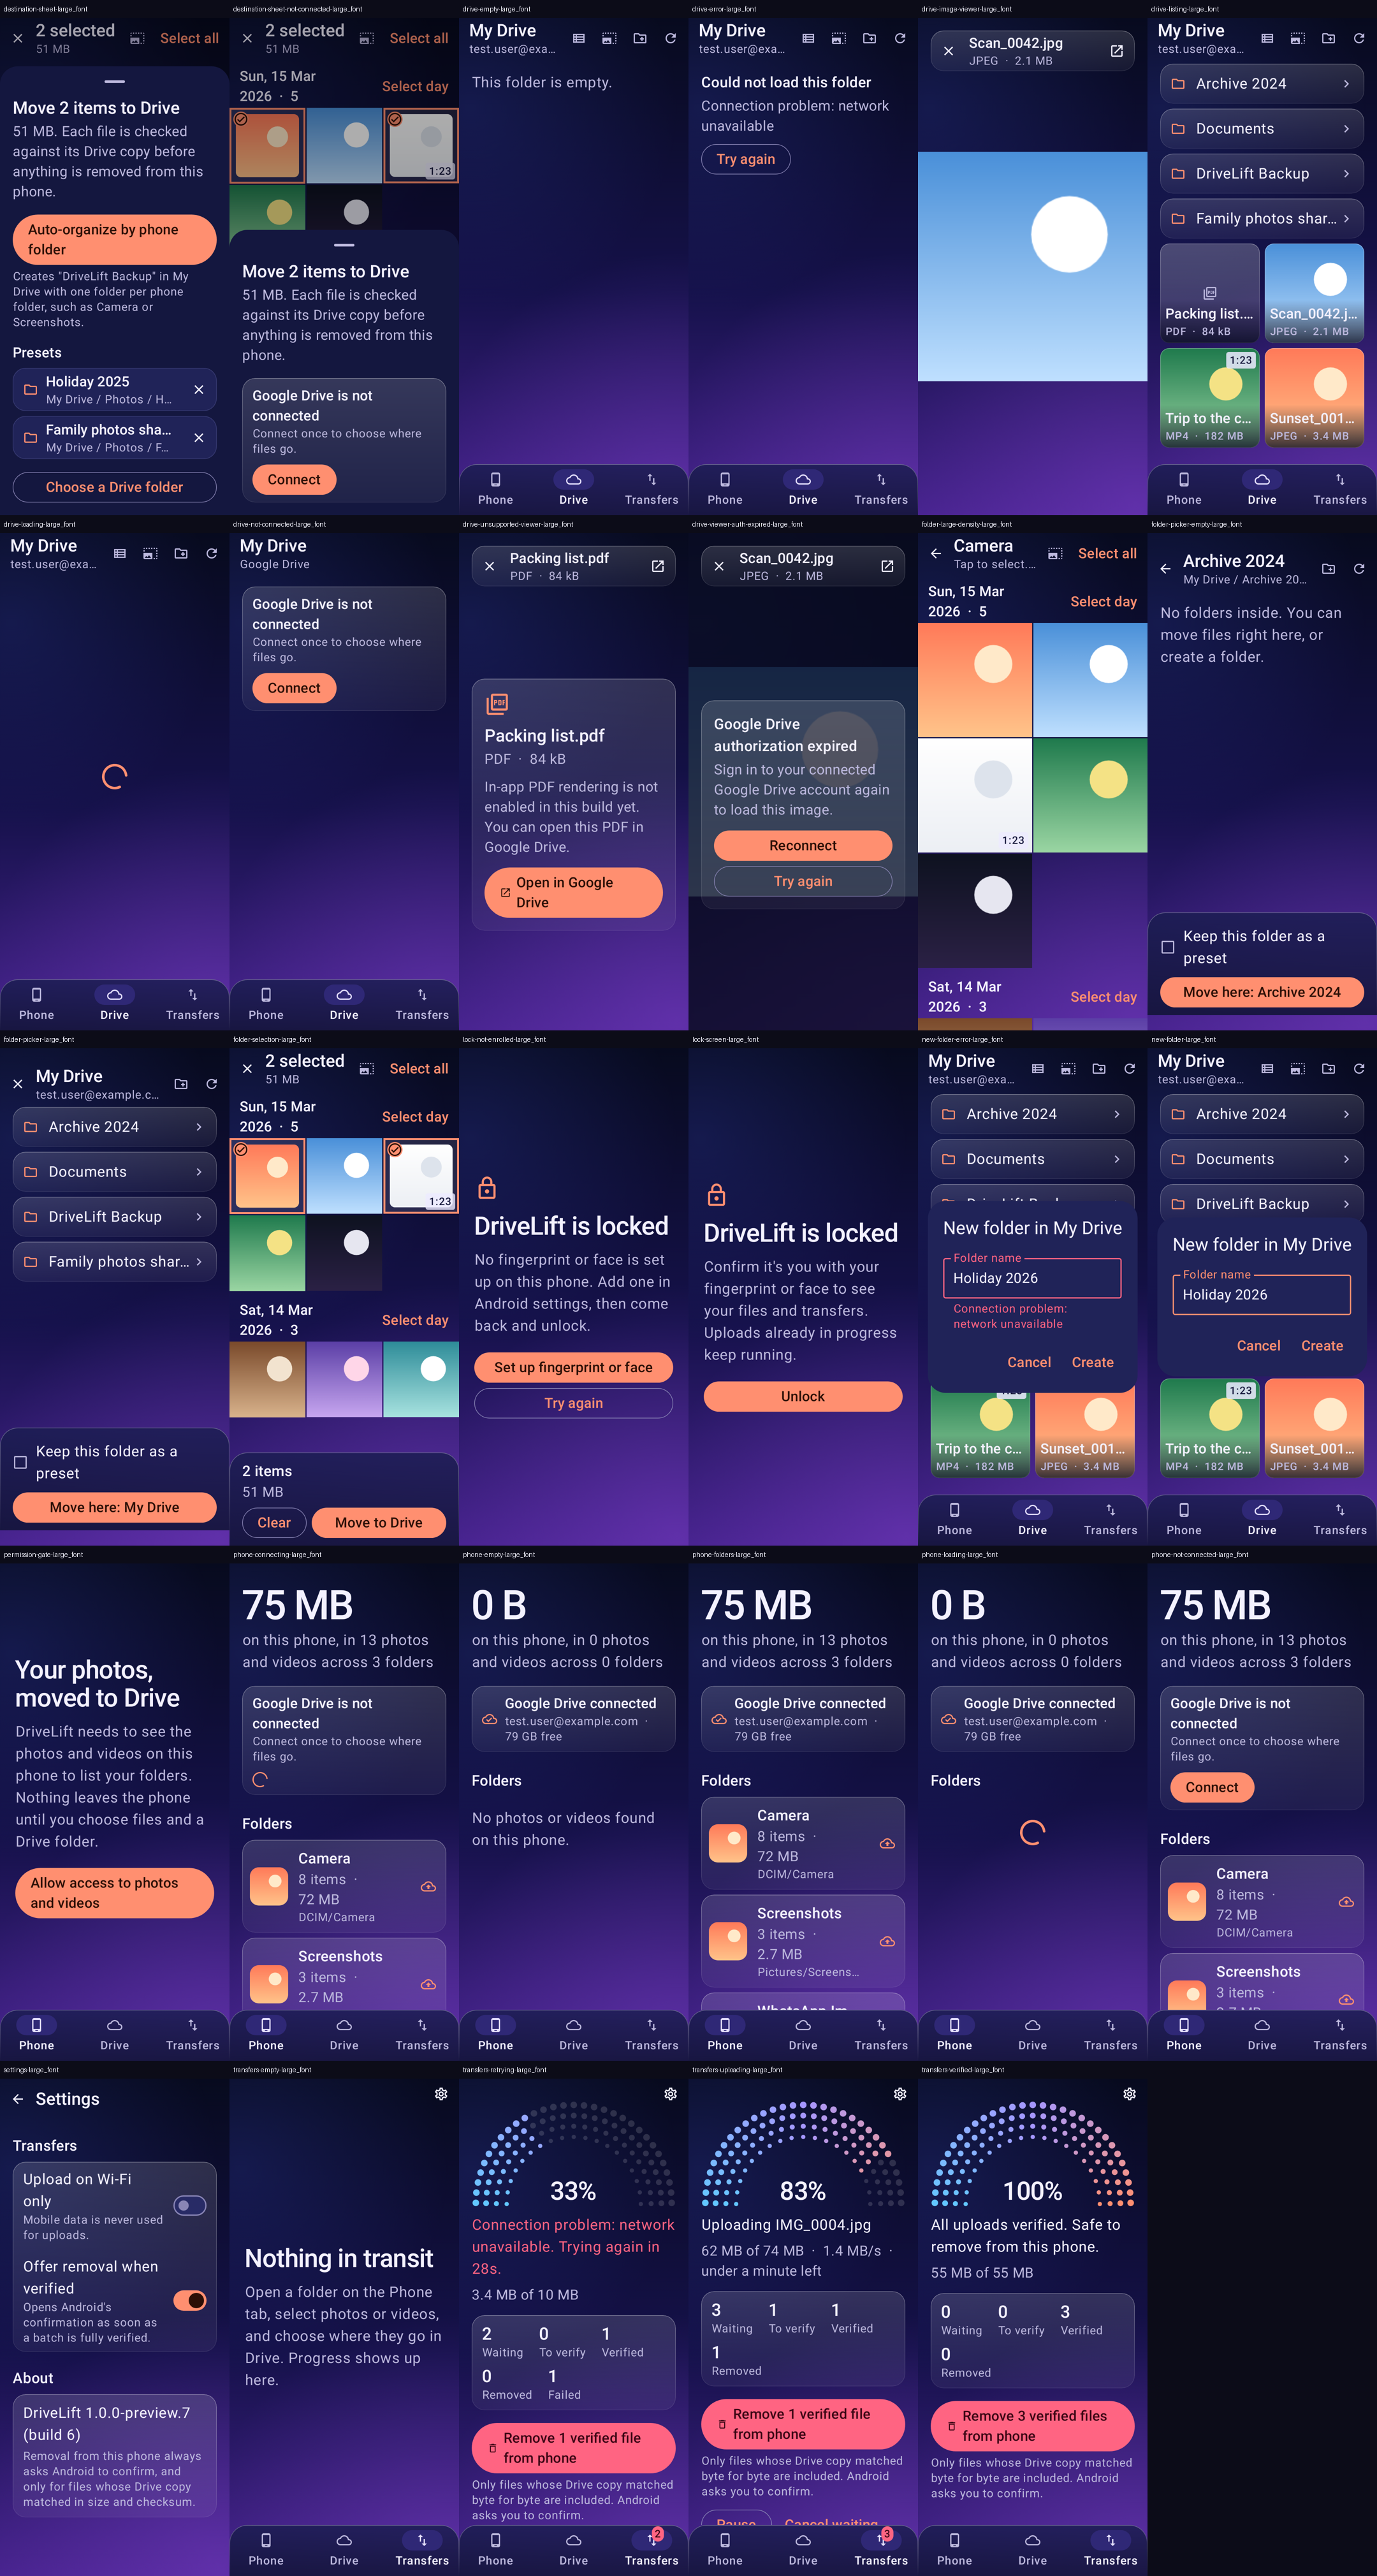 destination-sheet-large_font
2 selected
51 MB
Select all
Move 2 items to Drive
51 MB. Each file is checked
against its Drive copy before
anything is removed from this
phone.
Auto-organize by phone
folder
Creates "DriveLift Backup" in My
Drive with one folder per phone
folder, such as Camera or
Screenshots.
Presets
Holiday 2025
My Drive / Photos / H...
Family photos sha...
My Drive / Photos / F...
Choose a Drive folder
destination-sheet-not-connected-large_font
2 selected
51 MB
Select all
Sun, 15 Mar
2026 · 5
Select day
1:23
Move 2 items to Drive
51 MB. Each file is checked
against its Drive copy before
anything is removed from this
phone.
Google Drive is not
connected
Connect once to choose where
files go.
Connect
drive-empty-large_font
My Drive
test.user@exa...
This folder is empty.
Phone
Drive
Transfers
drive-error-large_font
My Drive
test.user@exa...
Could not load this folder
Connection problem: network
unavailable
Try again
Phone
Drive
Transfers
drive-image-viewer-large_font
Scan_0042.jpg
JPEG · 2.1 MB
drive-listing-large_font
My Drive
test.user@exa...
Archive 2024
Documents
DriveLift Backup
Family photos shar...
Packing list....
PDF · 84 kB
Scan_0042.j...
JPEG · 2.1 MB
1:23
Trip to the c...
MP4 · 182 MB
Sunset_001...
JPEG · 3.4 MB
Phone
Drive
Transfers
drive-loading-large_font
My Drive
test.user@exa...
Phone
Drive
Transfers
drive-not-connected-large_font
My Drive
Google Drive
Google Drive is not
connected
Connect once to choose where
files go.
Connect
Phone
Drive
Transfers
drive-unsupported-viewer-large_font
Packing list.pdf
PDF · 84 kB
PDF
Packing list.pdf
PDF · 84 kB
In-app PDF rendering is not
enabled in this build yet.
You can open this PDF in
Google Drive.
Open in Google
Drive
drive-viewer-auth-expired-large_font
Scan_0042.jpg
JPEG · 2.1 MB
Google Drive
authorization expired
Sign in to your connected
Google Drive account again
to load this image.
Reconnect
Try again
folder-large-density-large_font
Camera
Tap to select....
Select all
Sun, 15 Mar
2026 · 5
Select day
1:23
Sat, 14 Mar
2026 · 3
Select day
folder-picker-empty-large_font
Archive 2024
My Drive / Archive 20...
No folders inside. You can
move files right here, or
create a folder.
Keep this folder as a
preset
Move here: Archive 2024
folder-picker-large_font
My Drive
test.user@example.c...
Archive 2024
Documents
DriveLift Backup
Family photos shar...
Keep this folder as a
preset
Move here: My Drive
folder-selection-large_font
2 selected
51 MB
Select all
Sun, 15 Mar
2026 · 5
Select day
1:23
Sat, 14 Mar
2026 · 3
Select day
2 items
51 MB
Clear
Move to Drive
lock-not-enrolled-large_font
DriveLift is locked
No fingerprint or face is set
up on this phone. Add one in
Android settings, then come
back and unlock.
Set up fingerprint or face
Try again
lock-screen-large_font
DriveLift is locked
Confirm it's you with your
fingerprint or face to see
your files and transfers.
Uploads already in progress
keep running.
Unlock
new-folder-error-large_font
My Drive
test.user@exa...
Archive 2024
Documents
New folder in My Drive
Folder name
Holiday 2026
Connection problem:
network unavailable
Cancel
Create
Trip to the c...
MP4 · 182 MB
Sunset_001...
JPEG · 3.4 MB
Phone
Drive
Transfers
new-folder-large_font
My Drive
test.user@exa...
Archive 2024
Documents
DriveLift Backup
New folder in My Drive
Folder name
Holiday 2026
Cancel
Create
1:23
Trip to the c...
MP4 · 182 MB
Sunset_001...
JPEG · 3.4 MB
Phone
Drive
Transfers
permission-gate-large_font
Your photos,
moved to Drive
DriveLift needs to see the
photos and videos on this
phone to list your folders.
Nothing leaves the phone
until you choose files and a
Drive folder.
Allow access to photos
and videos
phone-connecting-large_font
75 MB
on this phone, in 13 photos
and videos across 3 folders
Google Drive is not
connected
Connect once to choose where
files go.
Folders
Camera
8 items ·
72 MB
DCIM/Camera
Screenshots
3 items ·
2.7 MB
Phone
Drive
Transfers
phone-empty-large_font
0 B
on this phone, in 0 photos
and videos across 0 folders
Google Drive connected
test.user@example.com ·
79 GB free
Folders
No photos or videos found
on this phone.
Phone
Drive
Transfers
phone-folders-large_font
75 MB
on this phone, in 13 photos
and videos across 3 folders
Google Drive connected
test.user@example.com ·
79 GB free
Folders
Camera
8 items ·
72 MB
DCIM/Camera
Screenshots
3 items ·
2.7 MB
Pictures/Screens...
WhatsApp Im...
Phone
Drive
Transfers
phone-loading-large_font
0 B
on this phone, in 0 photos
and videos across 0 folders
Google Drive connected
test.user@example.com ·
79 GB free
Folders
Phone
Drive
Transfers
phone-not-connected-large_font
75 MB
on this phone, in 13 photos
and videos across 3 folders
Google Drive is not
connected
Connect once to choose where
files go.
Connect
Folders
Camera
8 items ·
72 MB
DCIM/Camera
Screenshots
3 items ·
2.7 MB
Phone
Drive
Transfers
settings-large_font
Settings
Transfers
Upload on Wi-Fi
only
Mobile data is never used
for uploads.
Offer removal when
verified
Opens Android's
confirmation as soon as
a batch is fully verified.
About
DriveLift 1.0.0-preview.7
(build 6)
Removal from this phone always
asks Android to confirm, and
only for files whose Drive copy
matched in size and checksum.
transfers-empty-large_font
Nothing in transit
Open a folder on the Phone
tab, select photos or videos,
and choose where they go in
Drive. Progress shows up
here.
Phone
Drive
Transfers
transfers-retrying-large_font
33%
Connection problem: network
unavailable. Trying again in
28s.
3.4 MB of 10 MB
2
Waiting
0
To verify
1
Verified
0
Removed
1
Failed
Remove 1 verified file
from phone
Only files whose Drive copy matched
byte for byte are included. Android
asks you to confirm.
Phone
Drive
2
Transfers
transfers-uploading-large_font
83%
Uploading IMG_0004.jpg
62 MB of 74 MB · 1.4 MB/s ·
under a minute left
3
Waiting
1
To verify
1
Verified
1
Removed
Remove 1 verified file
from phone
Only files whose Drive copy matched
byte for byte are included. Android
asks you to confirm.
Pause
Cancel waiting
Phone
Drive
3
Transfers
transfers-verified-large_font
100%
All uploads verified. Safe to
remove from this phone.
55 MB of 55 MB
0
Waiting
0
To verify
3
Verified
0
Removed
Remove 3 verified files
from phone
Only files whose Drive copy matched
byte for byte are included. Android
asks you to confirm.
Phone
Drive
Transfers